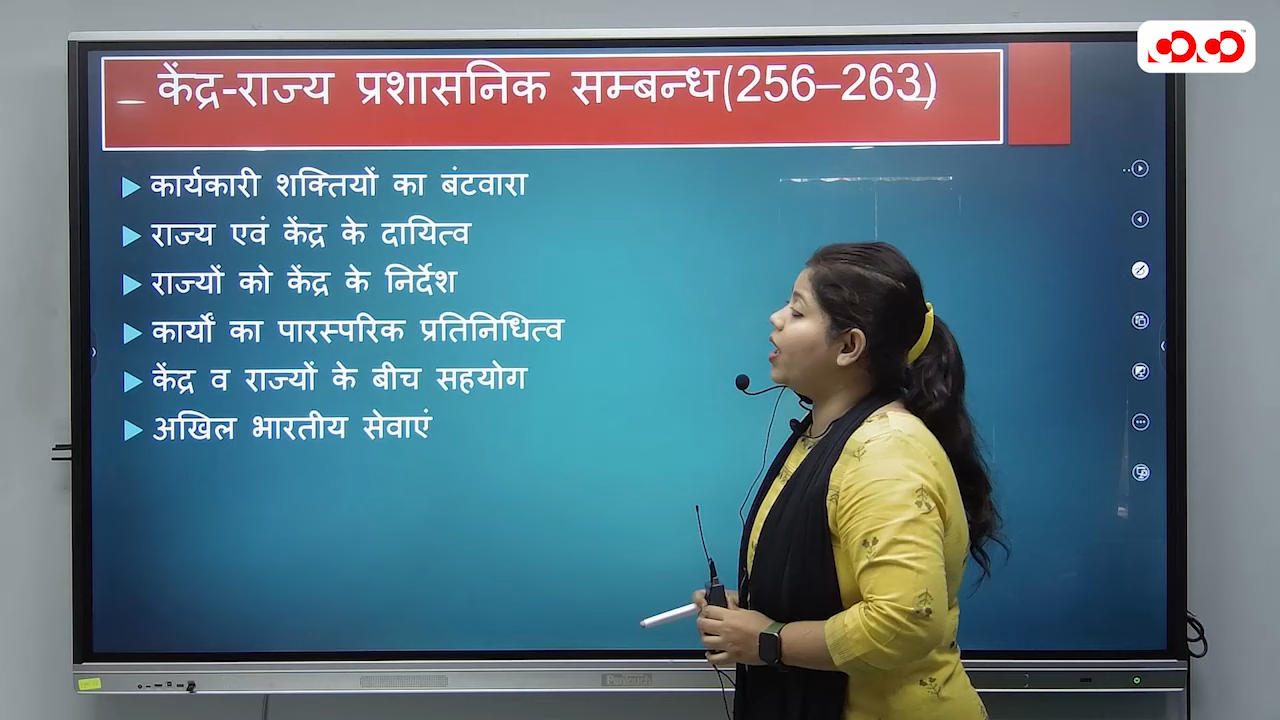 केंद्र-राज्य प्रशासनिक सम्बन्ध(256–263)
कार्यकारी शक्तियों का बंटवारा
राज्य एवं केंद्र के दायित्व
राज्यों को केंद्र के निर्देश
कार्यों का पारस्परिक प्रतिनिधित्व
केंद्र व राज्यों के बीच सहयोग
अखिल भारतीय सेवाएं